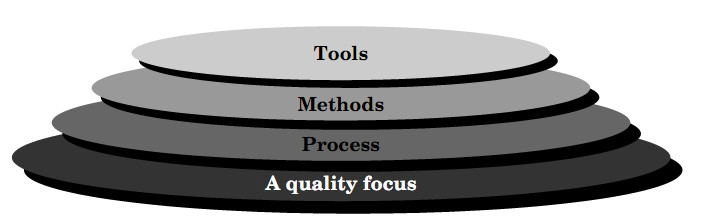 Tools
Methods
Process
A quality focus